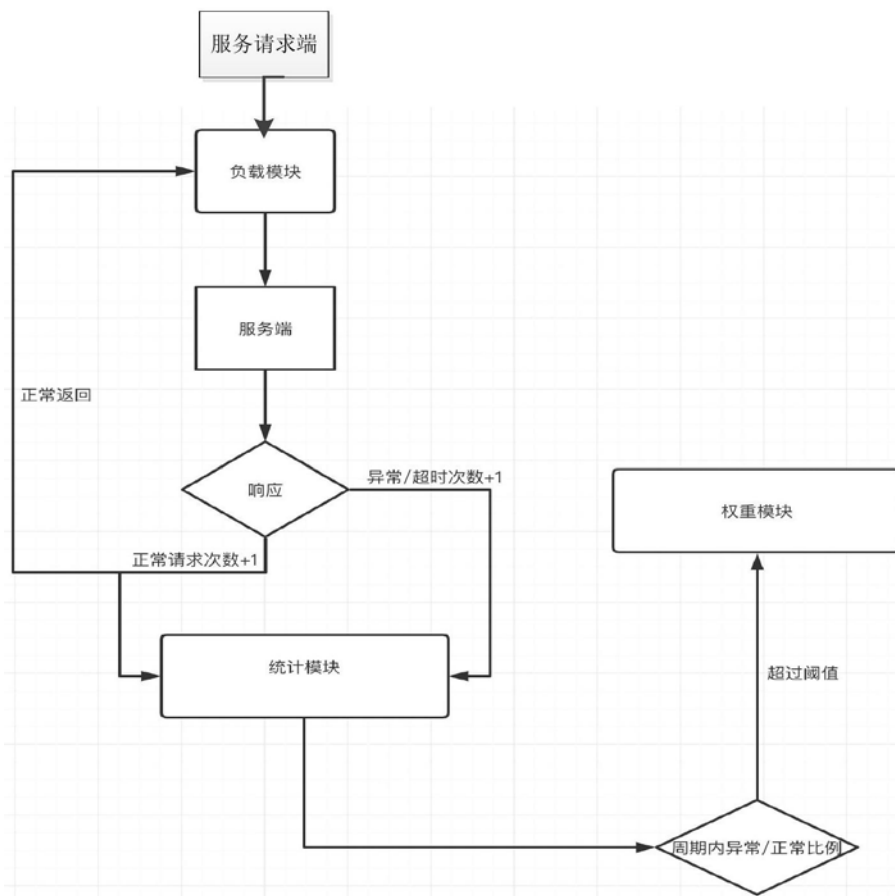 服务请求端
负载模块
服务端
正常返回
响应
异常/超时次数+1
权重模块
正常请求次数+1
统计模块
超过阈值
周期内异常/正常比例